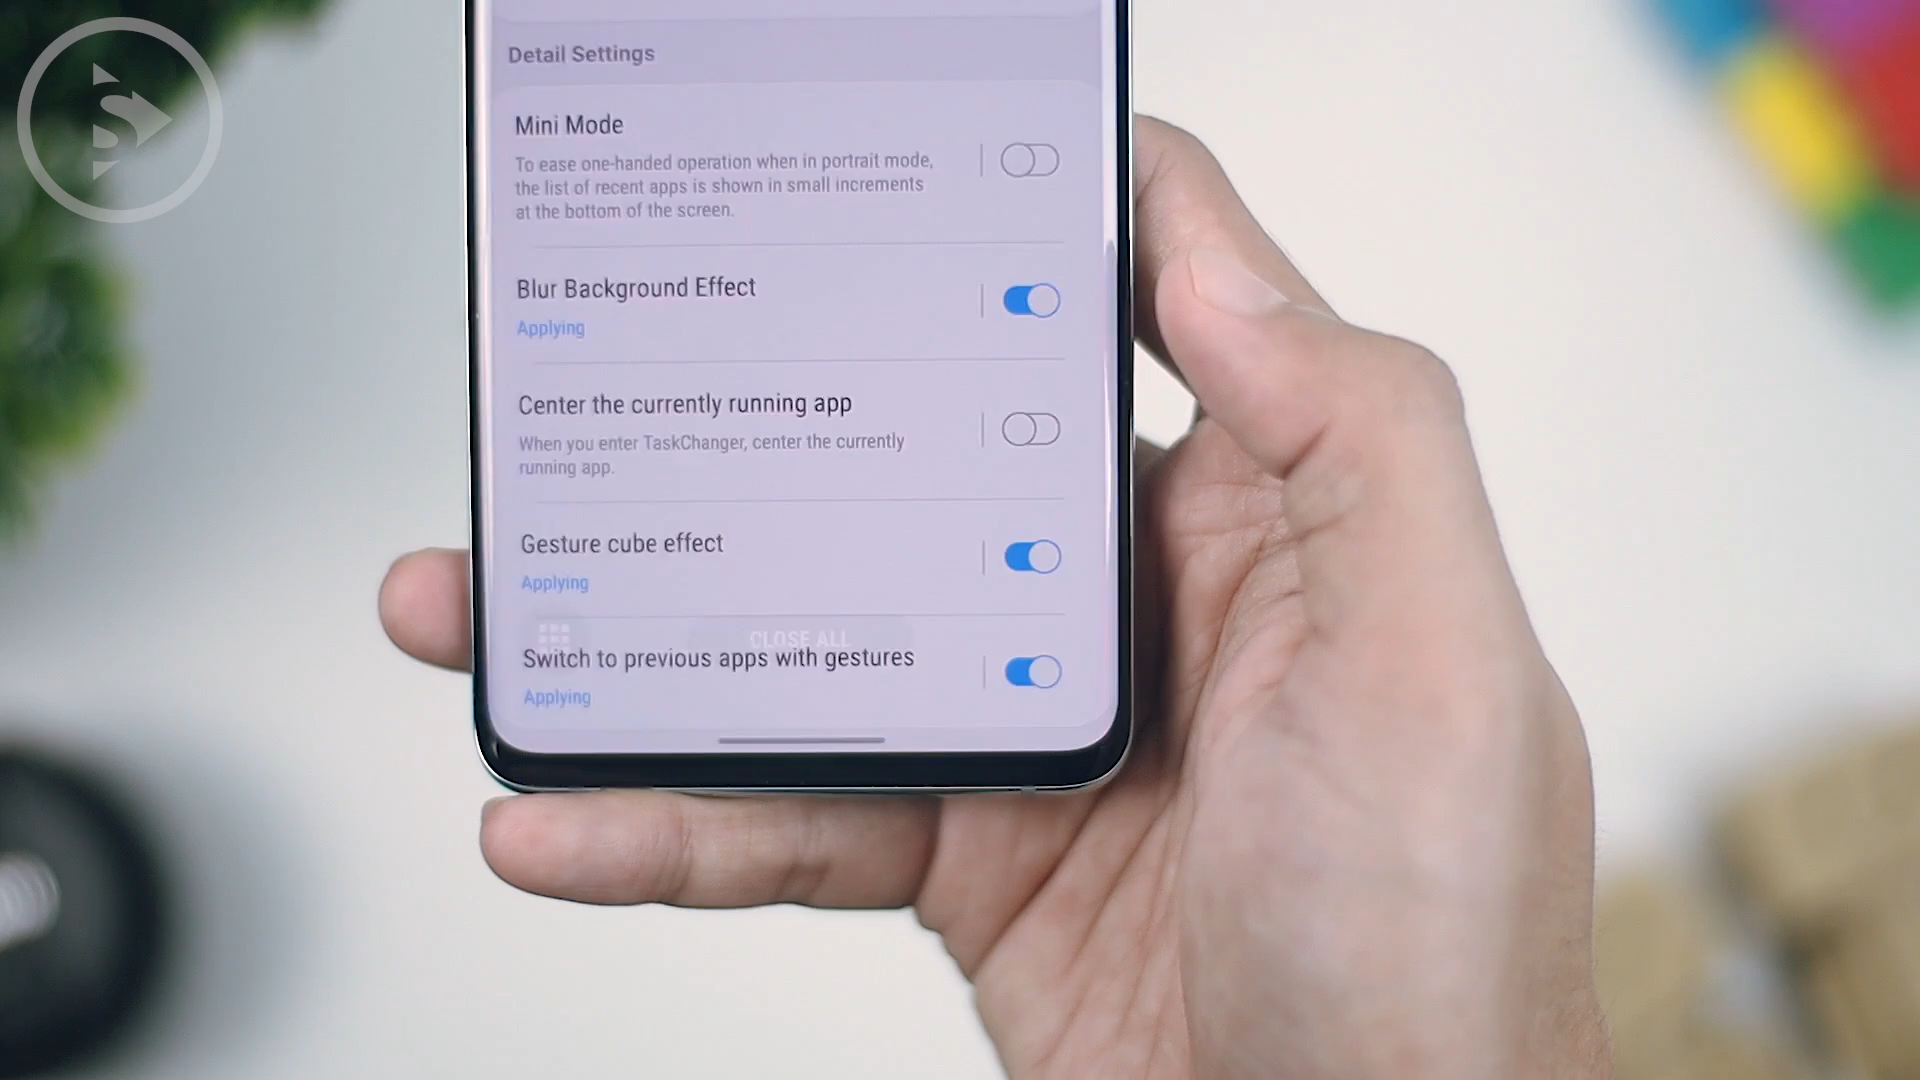 S
Detail Settings
Mini Mode
To ease one-handed operation when in portrait mode,
the list of recent apps is shown in small increments
at the bottom of the screen.
Blur Background Effect
Applying
Center the currently running app
When you enter TaskChanger, center the currently
running app.
Gesture cube effect
Applying
CLOSE ALL
Switch to previous apps with gestures
Applying